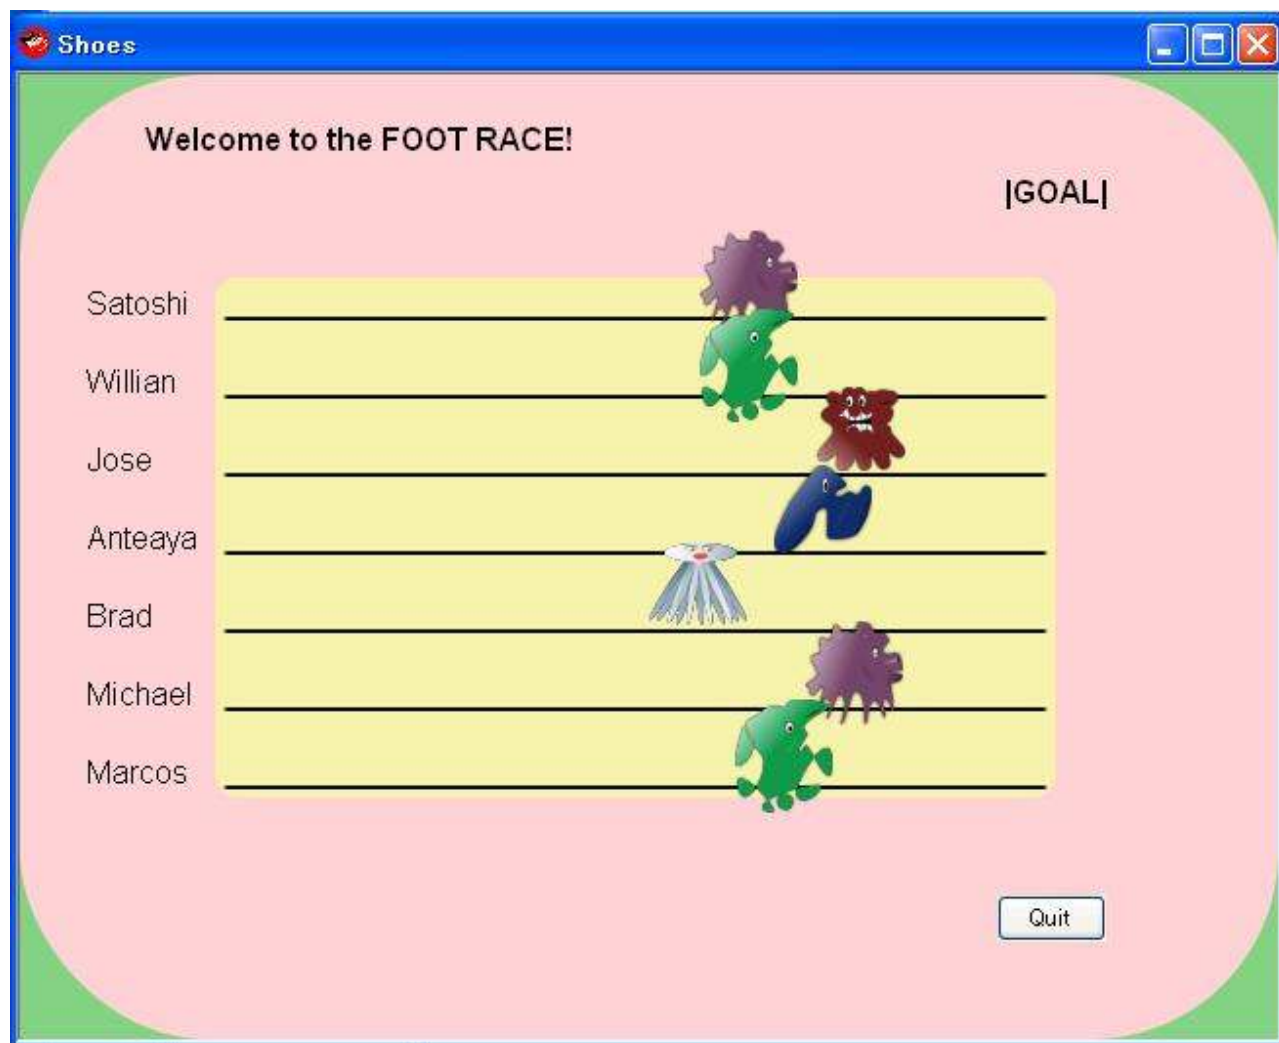 Shoes
Welcome to the FOOT RACE!
|GOAL|
Satoshi
Willian
Jose
Anteaya
Brad
Michael
Marcos
Quit